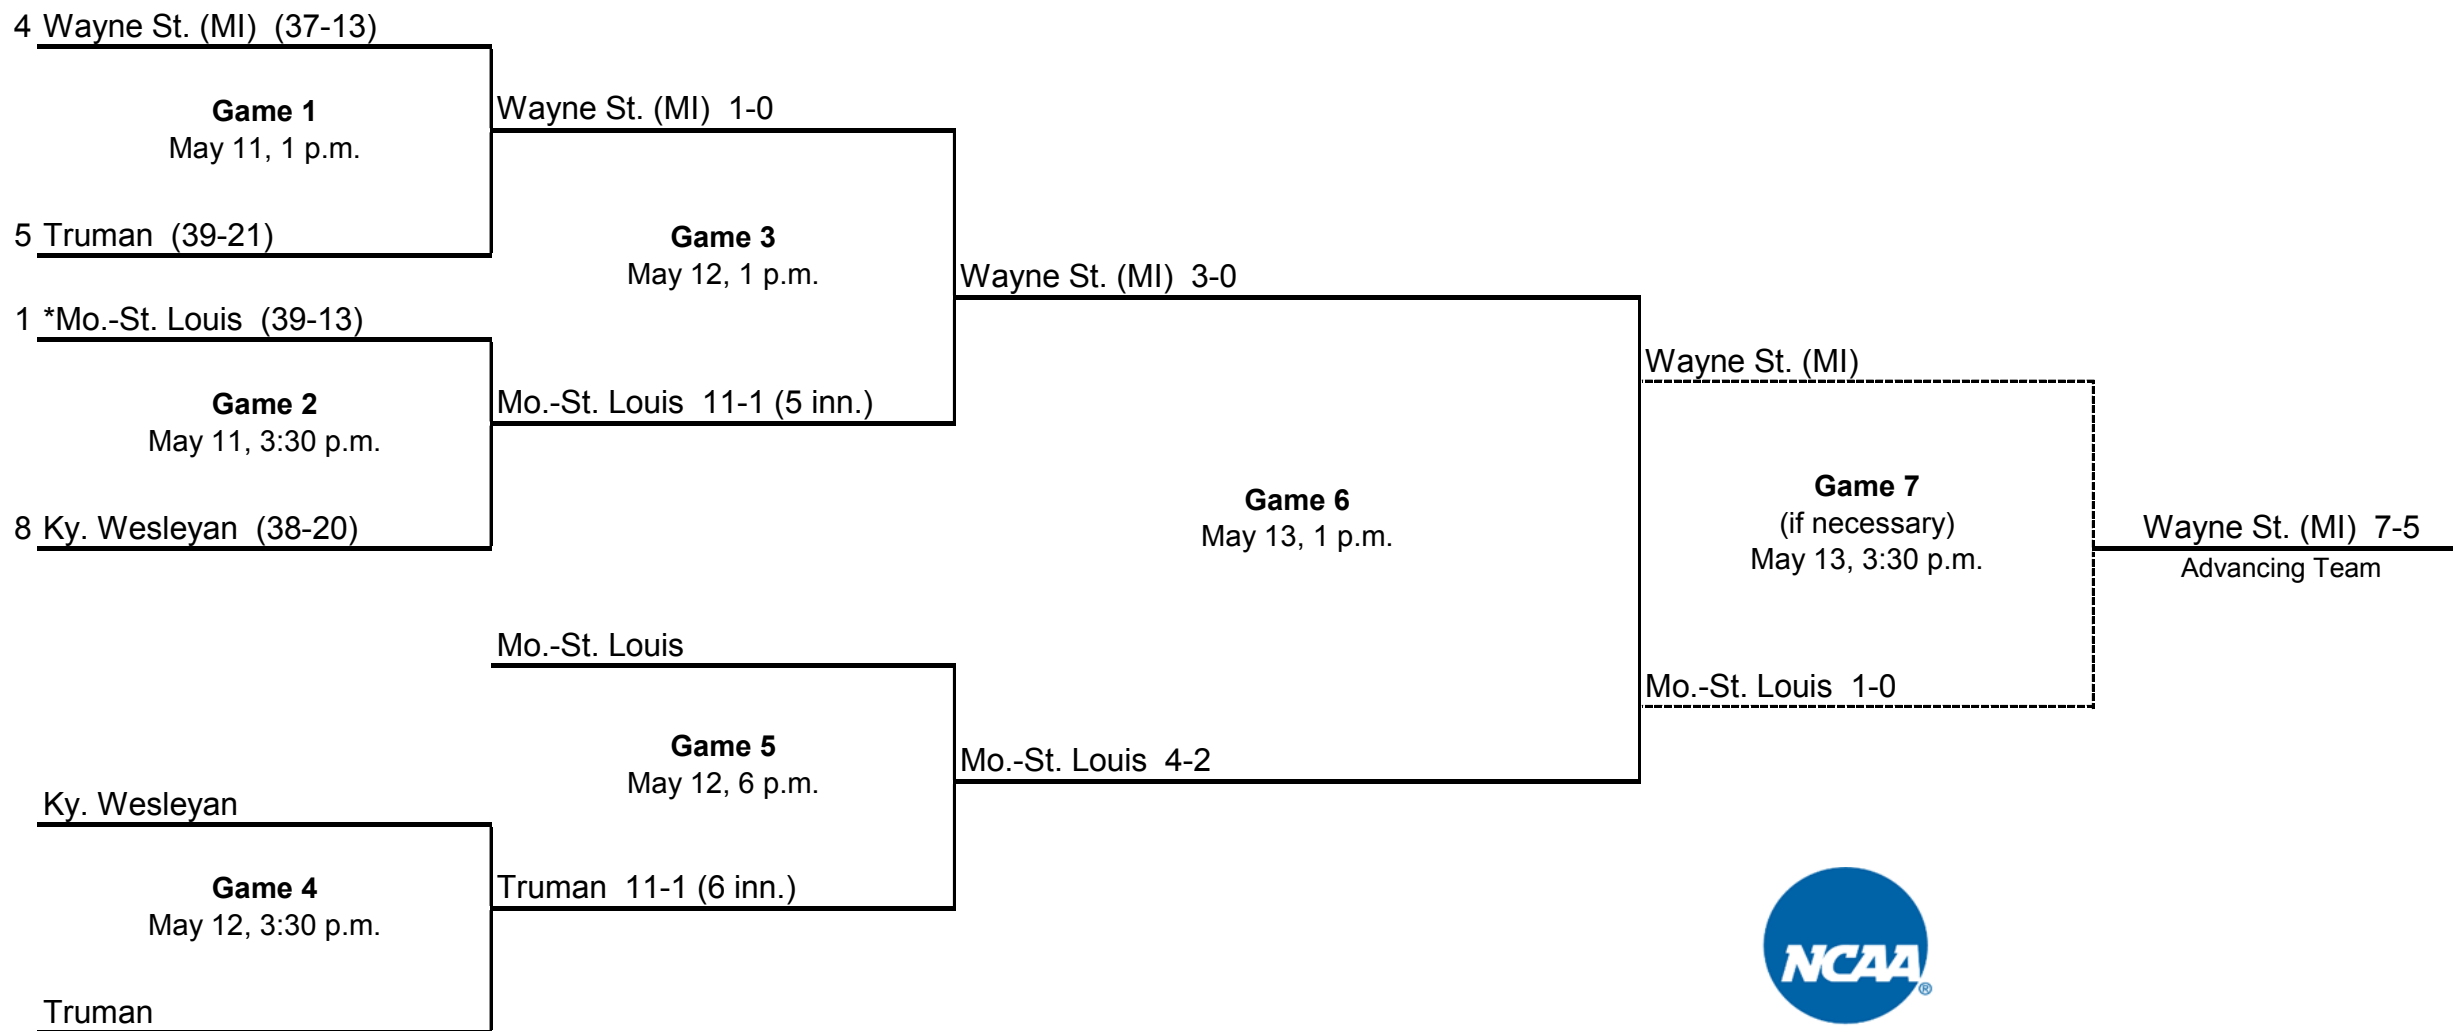 4 Wayne St. (MI) (37-13)
Game 1
May 11, 1 p.m.
5 Truman (39-21)
1 *Mo.-St. Louis (39-13)
Game 2
May 11, 3:30 p.m.
8 Ky. Wesleyan (38-20)
Ky. Wesleyan
Game 4
May 12, 3:30 p.m.
Truman
Wayne St. (MI) 1-0
Game 3
May 12, 1 p.m.
Mo.-St. Louis 11-1 (5 inn.)
Mo.-St. Louis
Game 5
May 12, 6 p.m.
Truman 11-1 (6 inn.)
Wayne St. (MI) 3-0
Game 6
May 13, 1 p.m.
Mo.-St. Louis 4-2
Wayne St. (MI)
Game 7
(if necessary)
May 13, 3:30 p.m.
Mo.-St. Louis 1-0
Wayne St. (MI) 7-5
Advancing Team
NCAA®